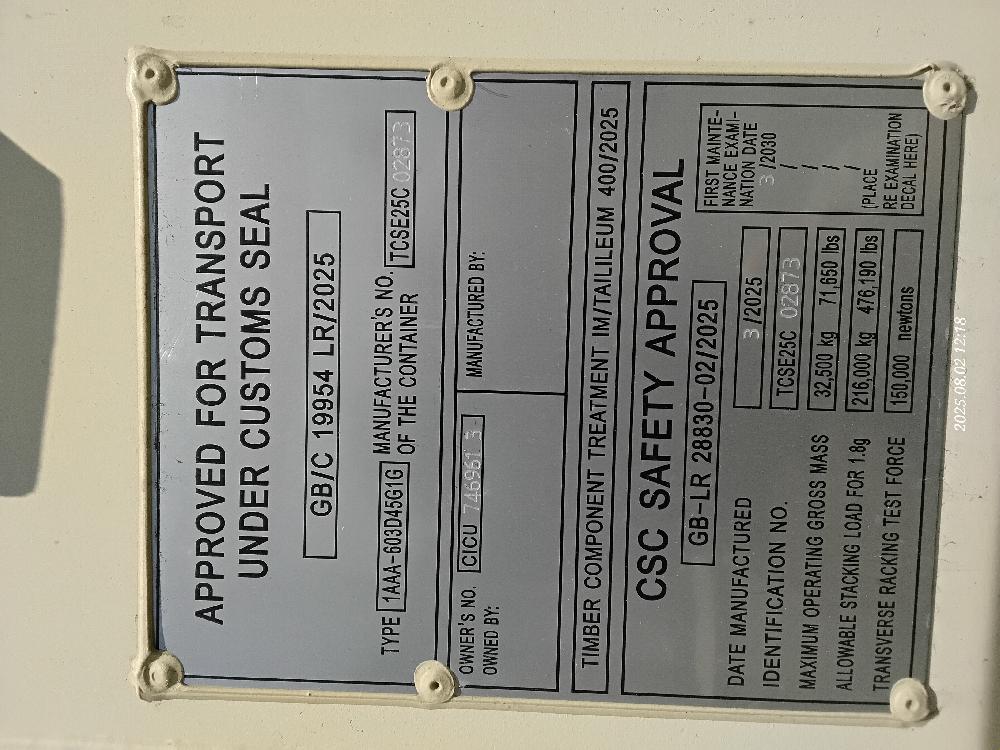 APPROVED FOR TRANSPORT
UNDER CUSTOMS SEAL
GB/C 19954 LR/2025
TYPE 1AAA-603D45G1G MANUFACTURER'S NO. OF THE CONTAINER TCSE25C 02873
OWNER'S NO. CICU 746961 3
OWNED BY:
MANUFACTURED BY:
TIMBER COMPONENT TREATMENT IM/TAILILEUM 400/2025
CSC SAFETY APPROVAL
GB-LR 28830-02/2025
DATE MANUFACTURED 3 /2025
IDENTIFICATION NO. TCSE25C 02873
MAXIMUM OPERATING GROSS MASS 32,500 kg 71,650 lbs
ALLOWABLE STACKING LOAD FOR 1.8g 216,000 kg 476,190 lbs
TRANSVERSE RACKING TEST FORCE 150,000 newtons
FIRST MAINTE-
NANCE EXAMI-
NATION DATE
3 /2030
/
/
/
(PLACE
RE EXAMINATION
DECAL HERE)
2025.08.02 12:18